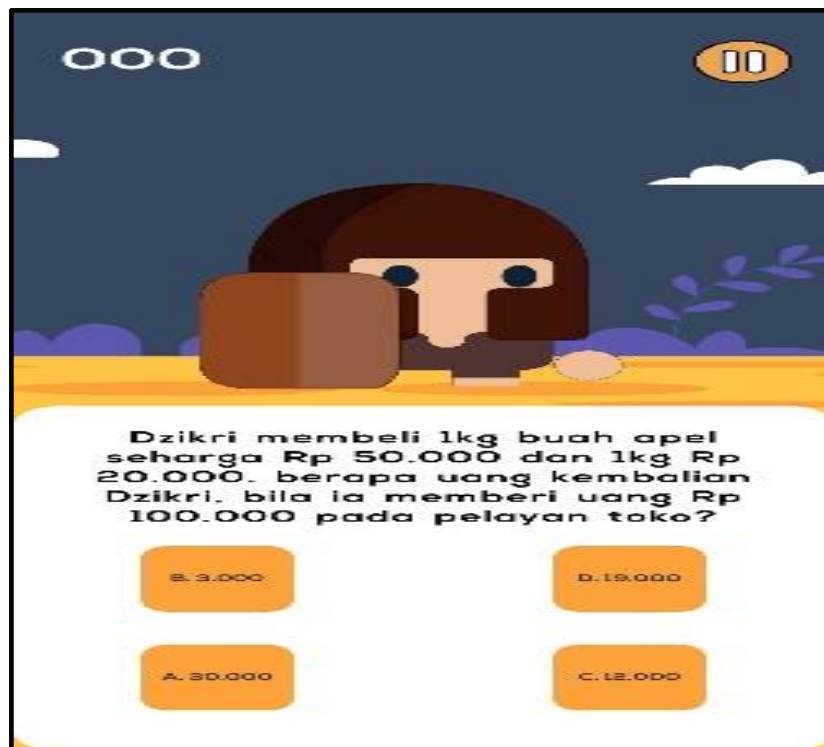 000
Dzikri membeli 1kg buah apel
seharga Rp 50.000 dan 1kg Rp
20.000. berapa uang kembalian
Dzikri, bila ia memberi uang Rp
100.000 pada pelayan toko?
B. 3.000
D. 19.000
A. 30.000
C. 12.000